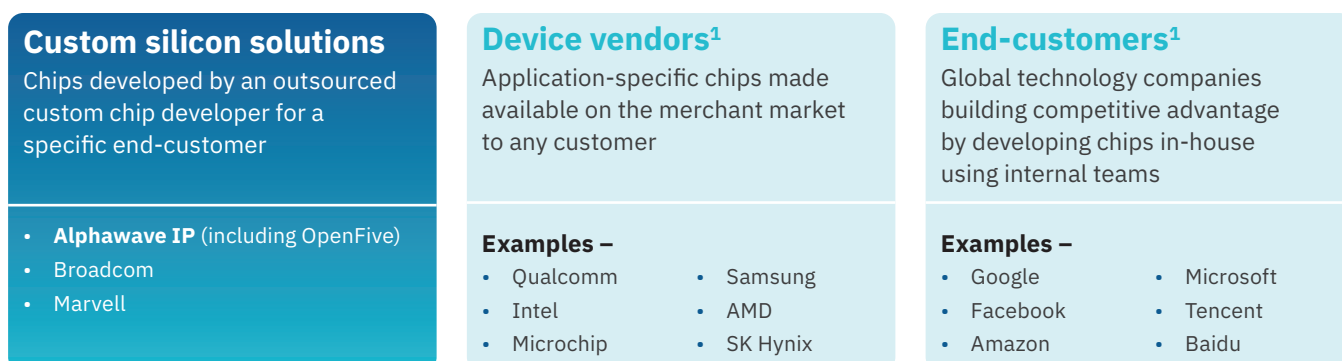 Custom silicon solutions
Chips developed by an outsourced
custom chip developer for a
specific end-customer
• Alphawave IP (including OpenFive)
• Broadcom
• Marvell
Device vendors¹
Application-specific chips made
available on the merchant market
to any customer
Examples –
• Qualcomm
• Intel
• Microchip
• Samsung
• AMD
• SK Hynix
End-customers¹
Global technology companies
building competitive advantage
by developing chips in-house
using internal teams
Examples –
• Google
• Facebook
• Amazon
• Microsoft
• Tencent
• Baidu